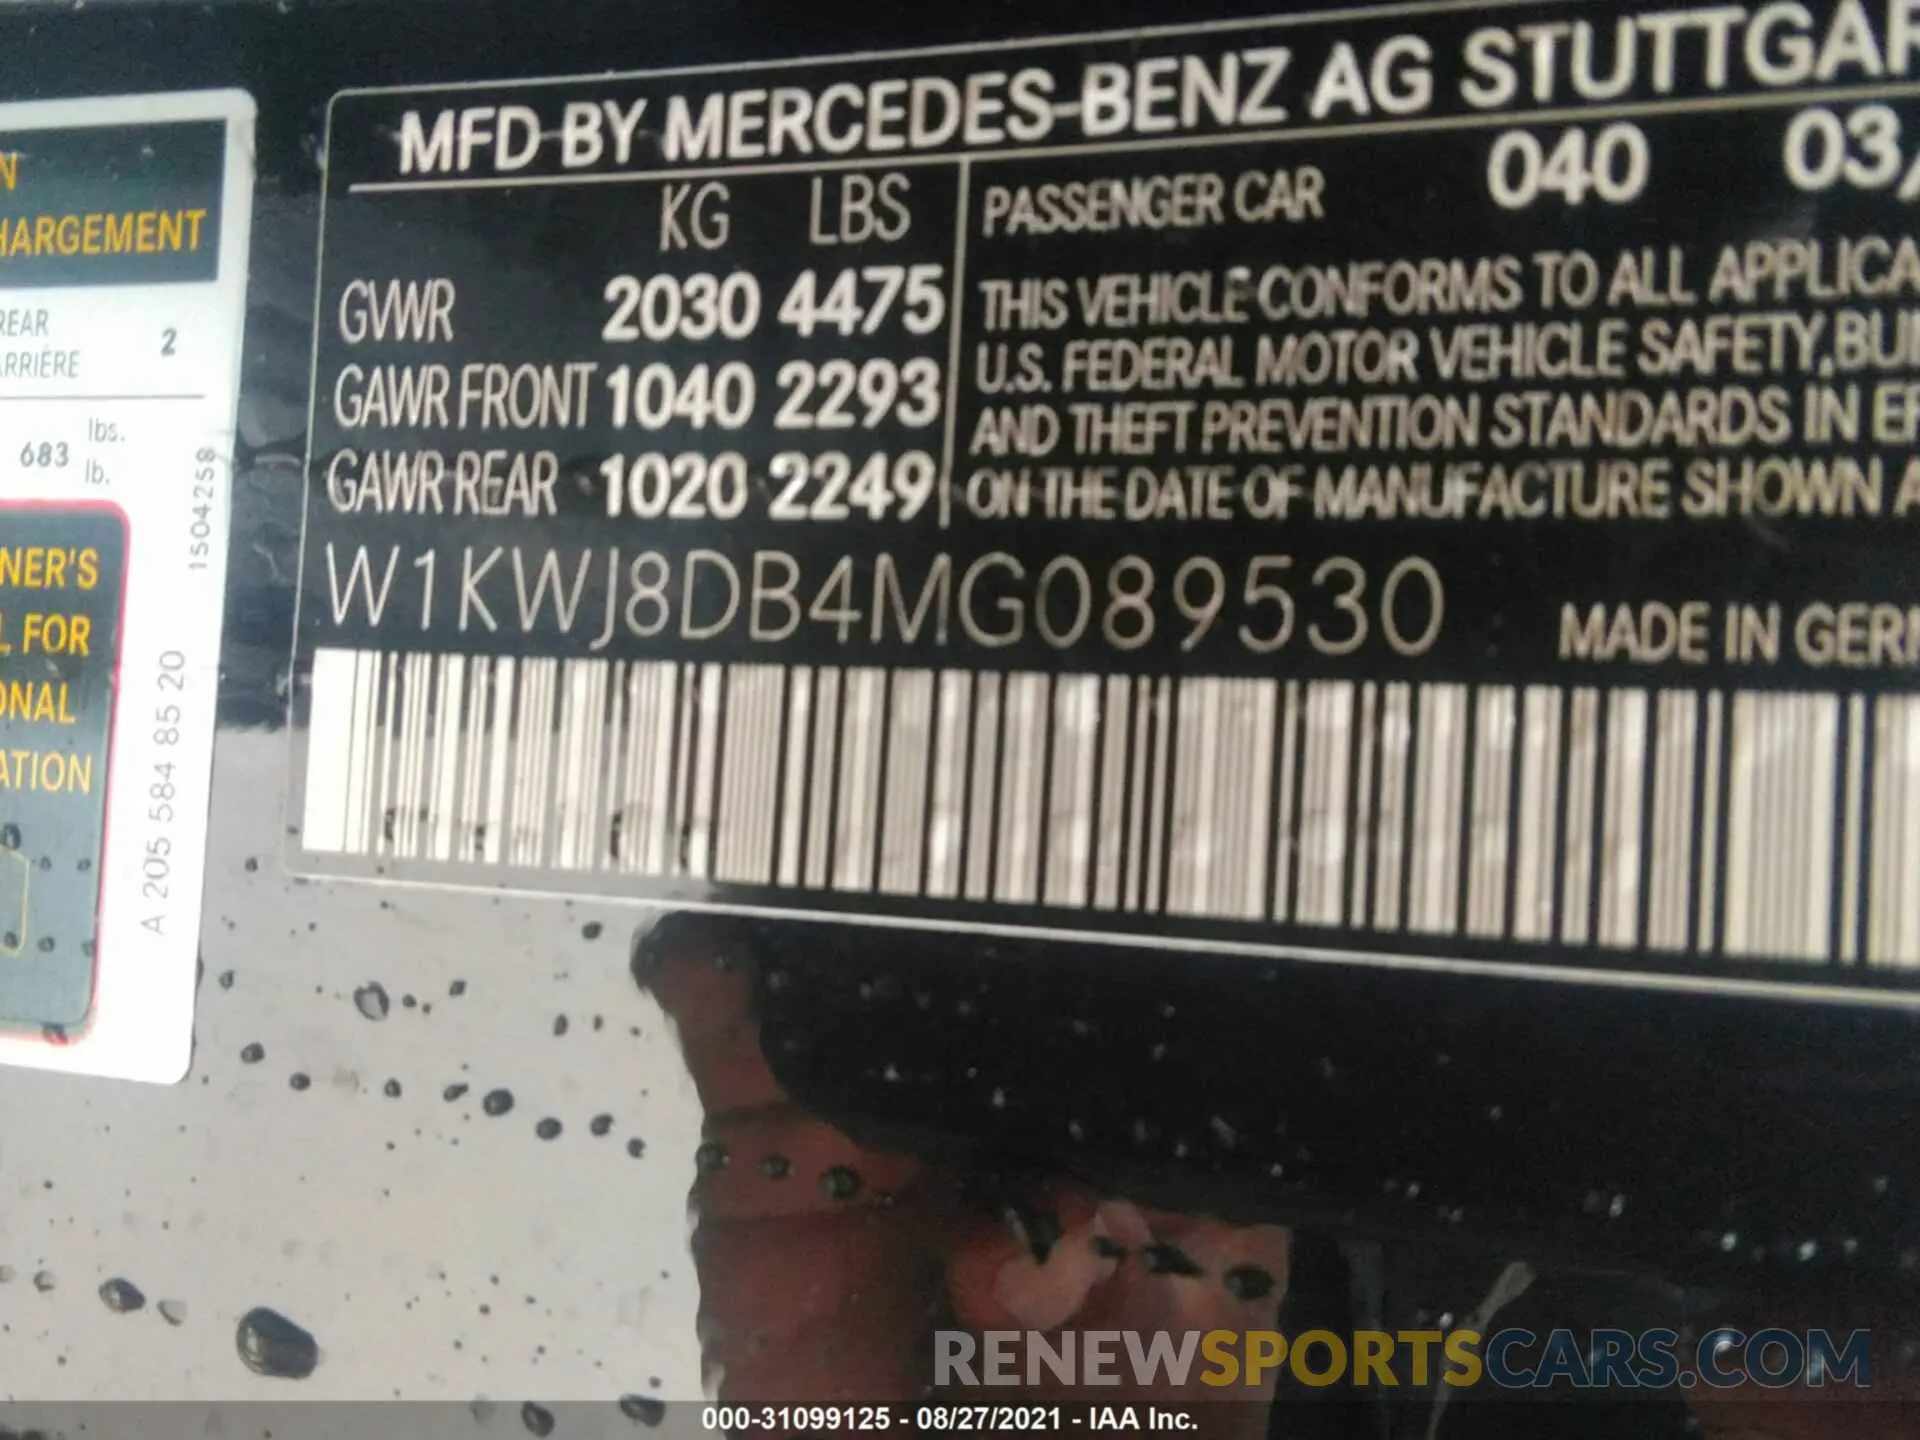 MFD BY MERCEDES-BENZ AG STUTTGAR
KG LBS
GVWR 2030 4475
GAWR FRONT 1040 2293
GAWR REAR 1020 2249
PASSENGER CAR 040 03/
THIS VEHICLE CONFORMS TO ALL APPLICA
U.S. FEDERAL MOTOR VEHICLE SAFETY, BUM
AND THEFT PREVENTION STANDARDS IN EF
ON THE DATE OF MANUFACTURE SHOWN A
W1KWJ8DB4MG089530
MADE IN GERM
N
HARGEMENT
REAR
ARRIÈRE 2
683 lbs.
lb.
NER'S
L FOR
ONAL
ATION
1504258
A 205 584 85 20
RENEWSPORTSCARS.COM
000-31099125 - 08/27/2021 - IAA Inc.